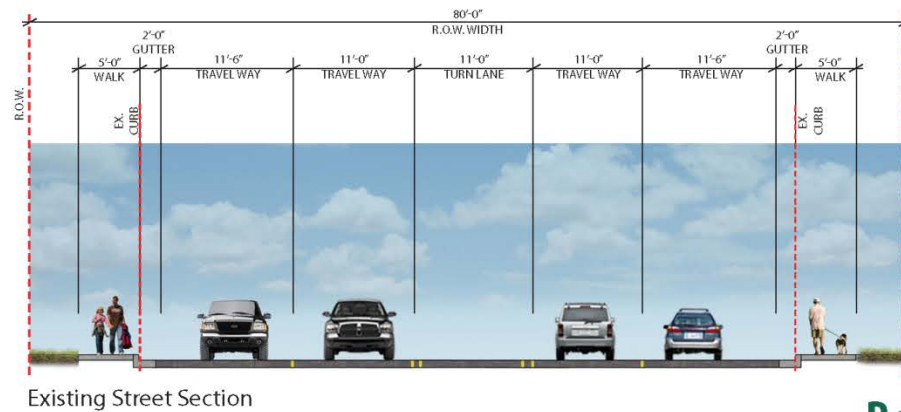 80'-0"
R.O.W. WIDTH
2'-0"
GUTTER
2'-0"
GUTTER
5'-0"
WALK
11'-6"
TRAVEL WAY
11'-0"
TRAVEL WAY
11'-0"
TURN LANE
11'-0"
TRAVEL WAY
11'-6"
TRAVEL WAY
5'-0"
WALK
R.O.W.
EX.
CURB
EX.
CURB
Existing Street Section